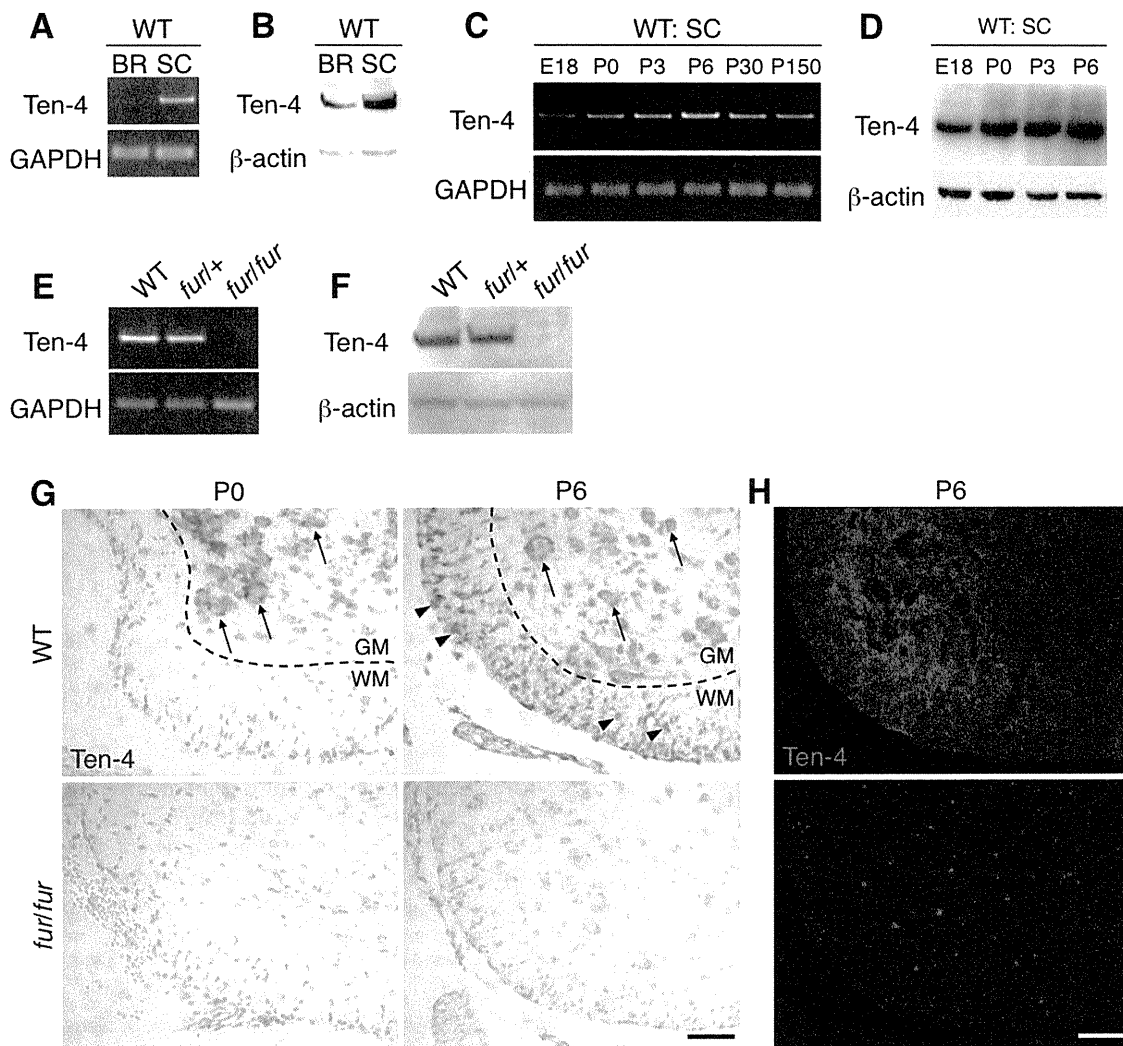 A
WT
BR SC
Ten-4
GAPDH
B
WT
BR SC
Ten-4
β-actin
C
WT: SC
E18 P0 P3 P6 P30 P150
Ten-4
GAPDH
D
WT: SC
E18 P0 P3 P6
Ten-4
β-actin
E
WT fur/+ fur/fur
Ten-4
GAPDH
F
WT fur/+ fur/fur
Ten-4
β-actin
G
P0 P6
WT
GM
WM
Ten-4
GM
WM
fur/fur
H
P6
Ten-4